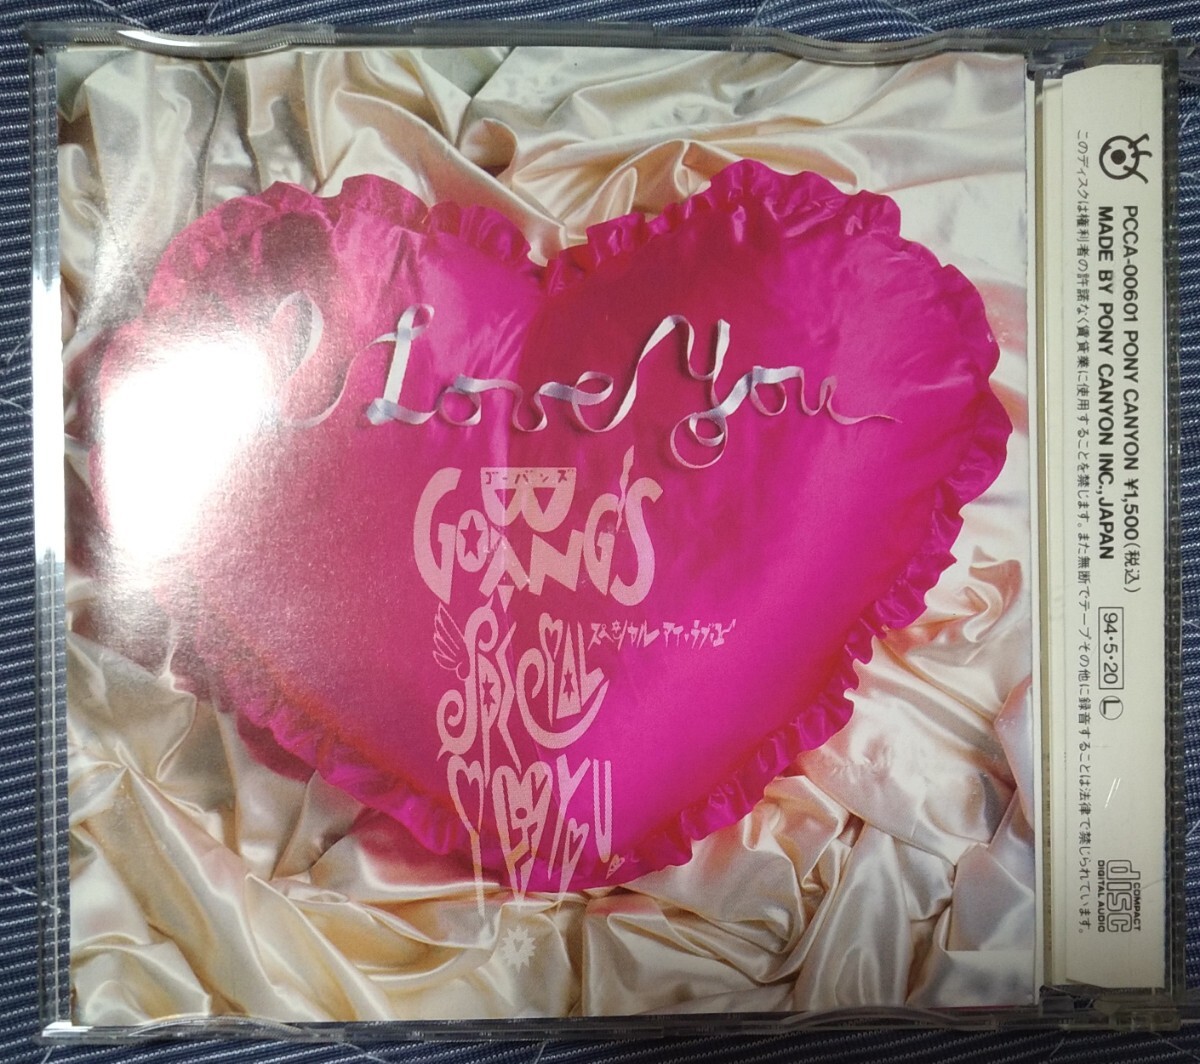 I Love You
ゴーバンズ
GO-BANG'S
スペシャル アイ・ラブ・ユー
SPECIAL
I LOVE YOU
PCCA-00601 PONY CANYON ¥1,500(税込)
MADE BY PONY CANYON INC., JAPAN
94・5・20 L
このディスクは権利者の許諾なく賃貸業に使用することを禁じます。また無断でテープその他に録音することは法律で禁じられています。
COMPACT
disc
DIGITAL AUDIO